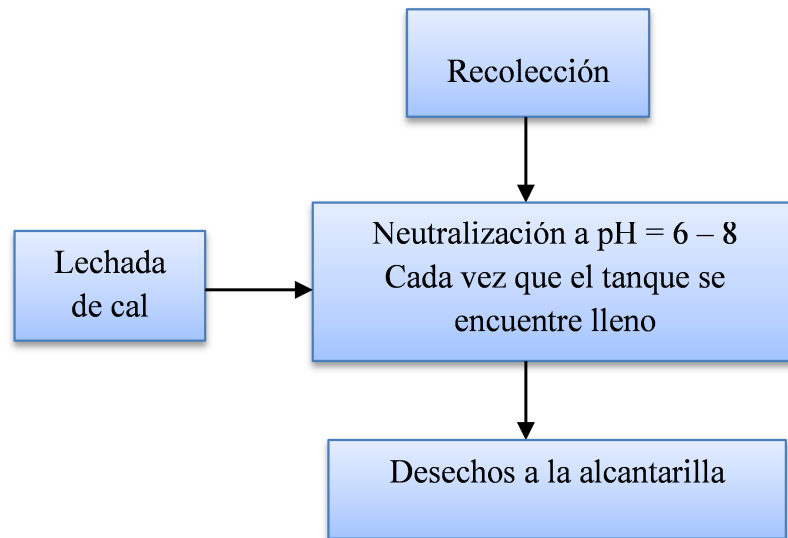 Recolección
Neutralización a pH = 6 – 8
Cada vez que el tanque se
encuentre lleno
Lechada
de cal
Desechos a la alcantarilla